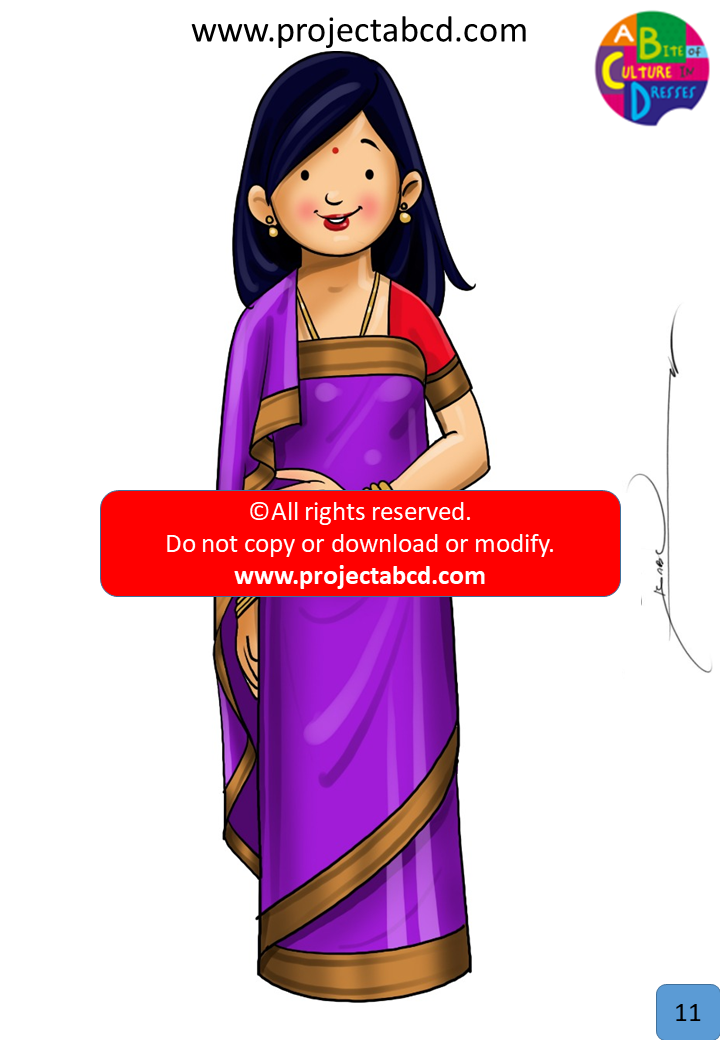 www.projectabcd.com
A BITE OF
CULTURE IN
DRESSES
©All rights reserved.
Do not copy or download or modify.
www.projectabcd.com
11